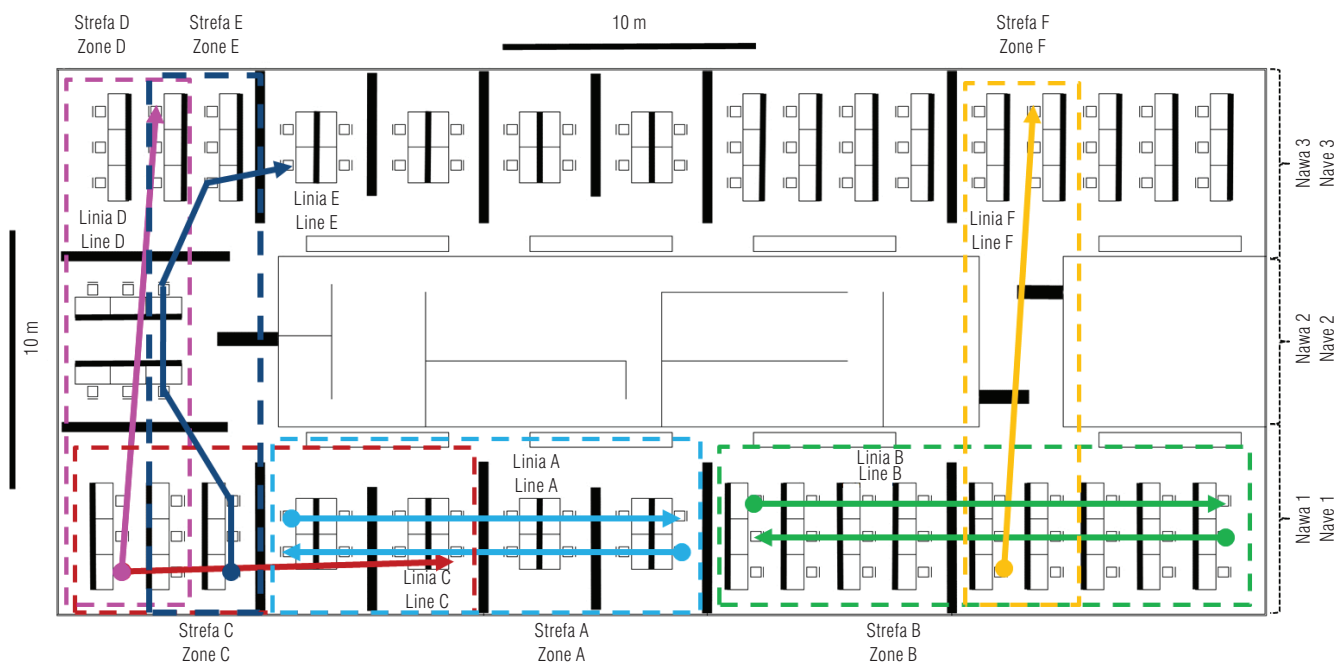 Strefa D
Zone D
Strefa E
Zone E
10 m
Strefa F
Zone F
Nawa 3
Nave 3
Linia D
Line D
Linia E
Line E
Linia F
Line F
10 m
Nawa 2
Nave 2
Linia A
Line A
Linia B
Line B
Nawa 1
Nave 1
Linia C
Line C
Strefa C
Zone C
Strefa A
Zone A
Strefa B
Zone B